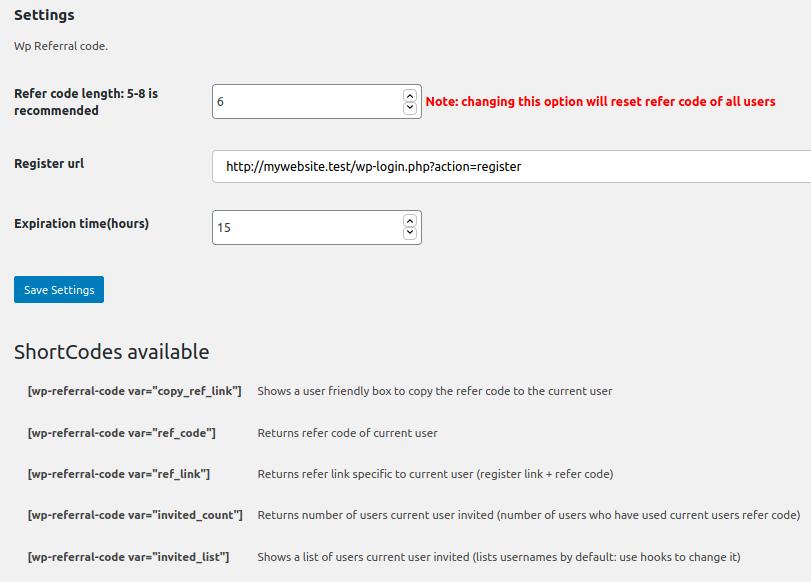 Settings
Wp Referral code.
Refer code length: 5-8 is
recommended
6
Note: changing this option will reset refer code of all users
Register url
http://mywebsite.test/wp-login.php?action=register
Expiration time(hours)
15
Save Settings
ShortCodes available
[wp-referral-code var="copy_ref_link"] Shows a user friendly box to copy the refer code to the current user
[wp-referral-code var="ref_code"] Returns refer code of current user
[wp-referral-code var="ref_link"] Returns refer link specific to current user (register link + refer code)
[wp-referral-code var="invited_count"] Returns number of users current user invited (number of users who have used current users refer code)
[wp-referral-code var="invited_list"] Shows a list of users current user invited (lists usernames by default: use hooks to change it)